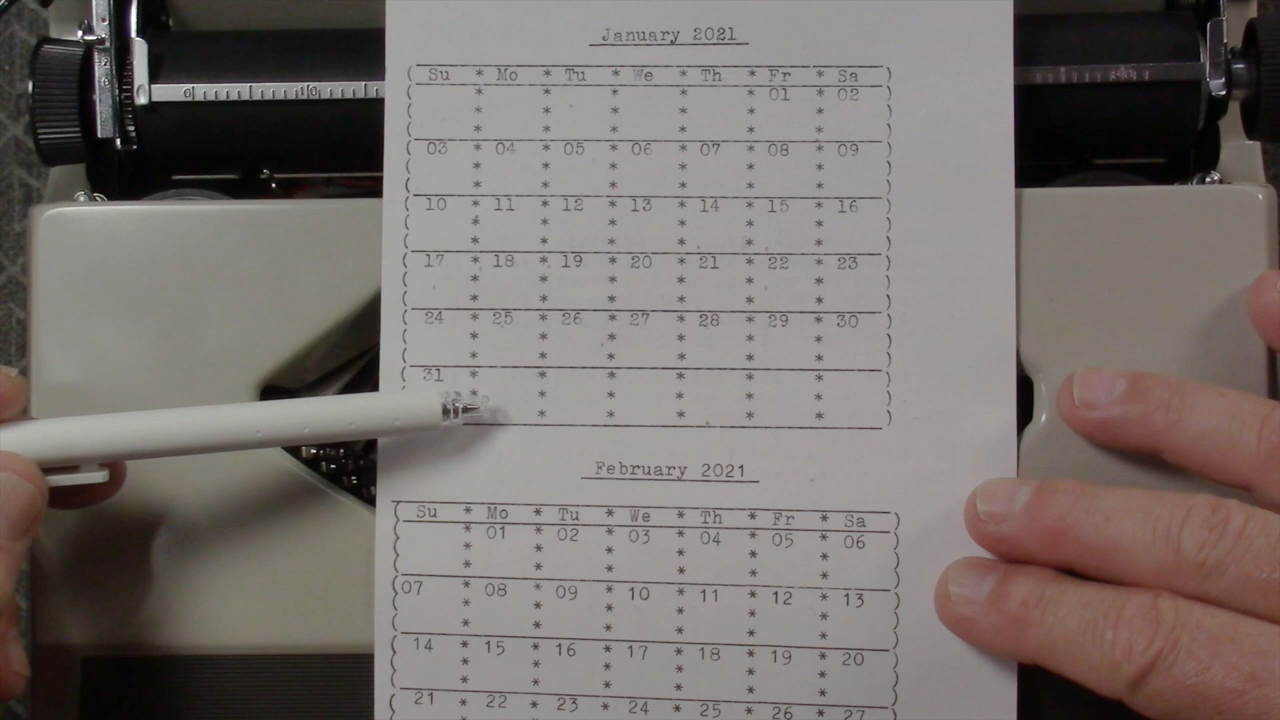 January 2021
( Su * Mo * Tu * We * Th * Fr * Sa )
( * * * * * 01 * 02 )
( * * * * * * )
( * * * * * * )
( 03 * 04 * 05 * 06 * 07 * 08 * 09 )
( * * * * * * )
( * * * * * * )
( 10 * 11 * 12 * 13 * 14 * 15 * 16 )
( * * * * * * )
( * * * * * * )
( 17 * 18 * 19 * 20 * 21 * 22 * 23 )
( * * * * * * )
( * * * * * * )
( 24 * 25 * 26 * 27 * 28 * 29 * 30 )
( * * * * * * )
( * * * * * * )
( 31 * * * * * * )
* * * * * * )
* * * * * )
February 2021
( Su * Mo * Tu * We * Th * Fr * Sa )
( * 01 * 02 * 03 * 04 * 05 * 06 )
( * * * * * * )
( * * * * * * )
(07 * 08 * 09 * 10 * 11 * 12 * 13 )
( * * * * * * )
( * * * * * * )
( 14 * 15 * 16 * 17 * 18 * 19 * 20 )
( * * * * * * )
( * * * * * * )
( 21 * 22 * 23 * 24 * 25 * 26 * 27 )
0 10